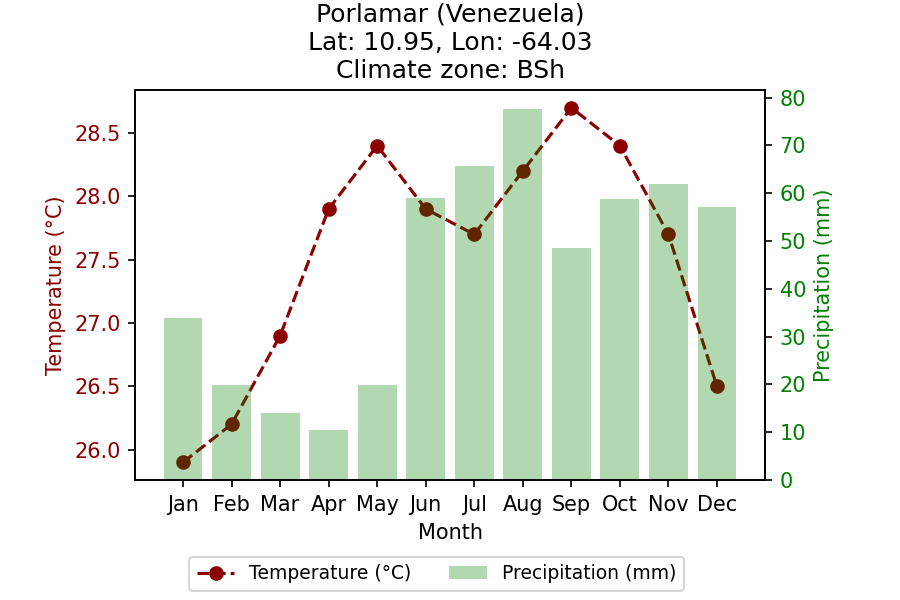 Porlamar (Venezuela)
Lat: 10.95, Lon: -64.03
Climate zone: BSh
Temperature (°C)
28.5
28.0
27.5
27.0
26.5
26.0
80
70
60
50
40
30
20
10
0
Precipitation (mm)
Jan Feb Mar Apr May Jun Jul Aug Sep Oct Nov Dec
Month
Temperature (°C) Precipitation (mm)